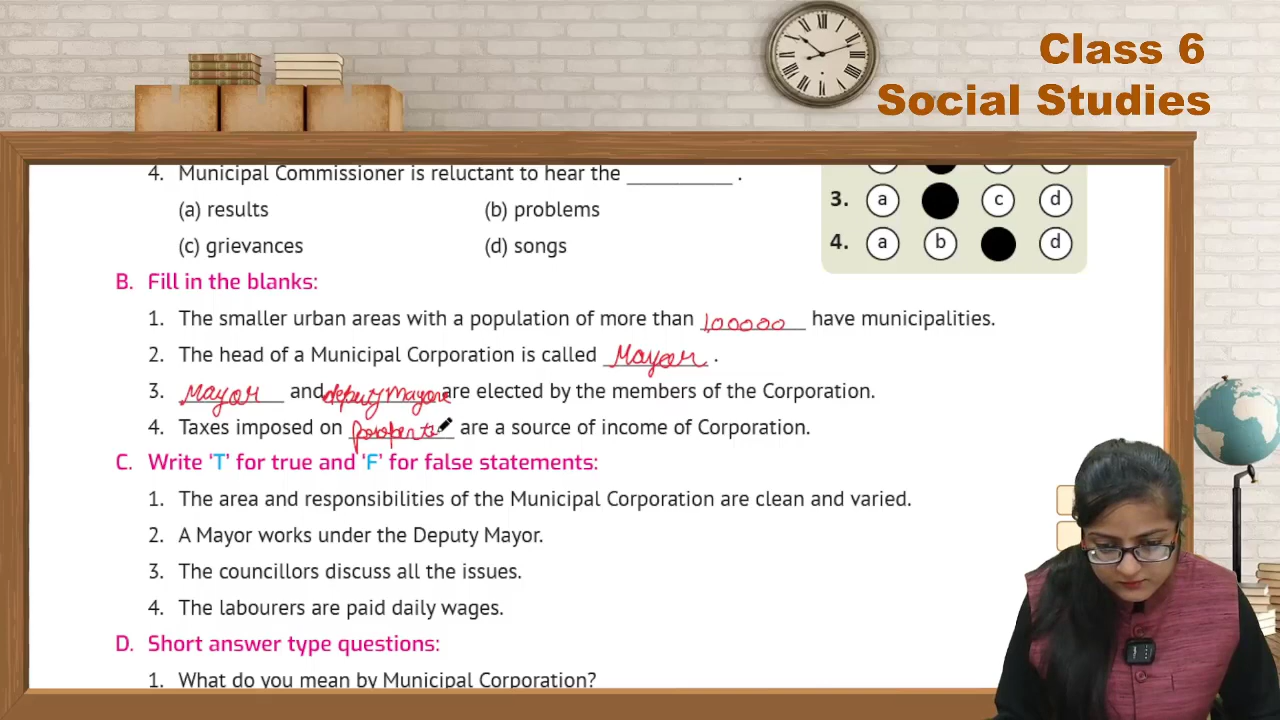 Class 6
Social Studies
4. Municipal Commissioner is reluctant to hear the __________ .
(a) results (b) problems
(c) grievances (d) songs
3. a c d
4. a b d
B. Fill in the blanks:
1. The smaller urban areas with a population of more than 1,00000 have municipalities.
2. The head of a Municipal Corporation is called Mayor .
3. Mayor and deputy Mayor are elected by the members of the Corporation.
4. Taxes imposed on are a source of income of Corporation.
C. Write 'T' for true and 'F' for false statements:
1. The area and responsibilities of the Municipal Corporation are clean and varied.
2. A Mayor works under the Deputy Mayor.
3. The councillors discuss all the issues.
4. The labourers are paid daily wages.
D. Short answer type questions:
1. What do you mean by Municipal Corporation?